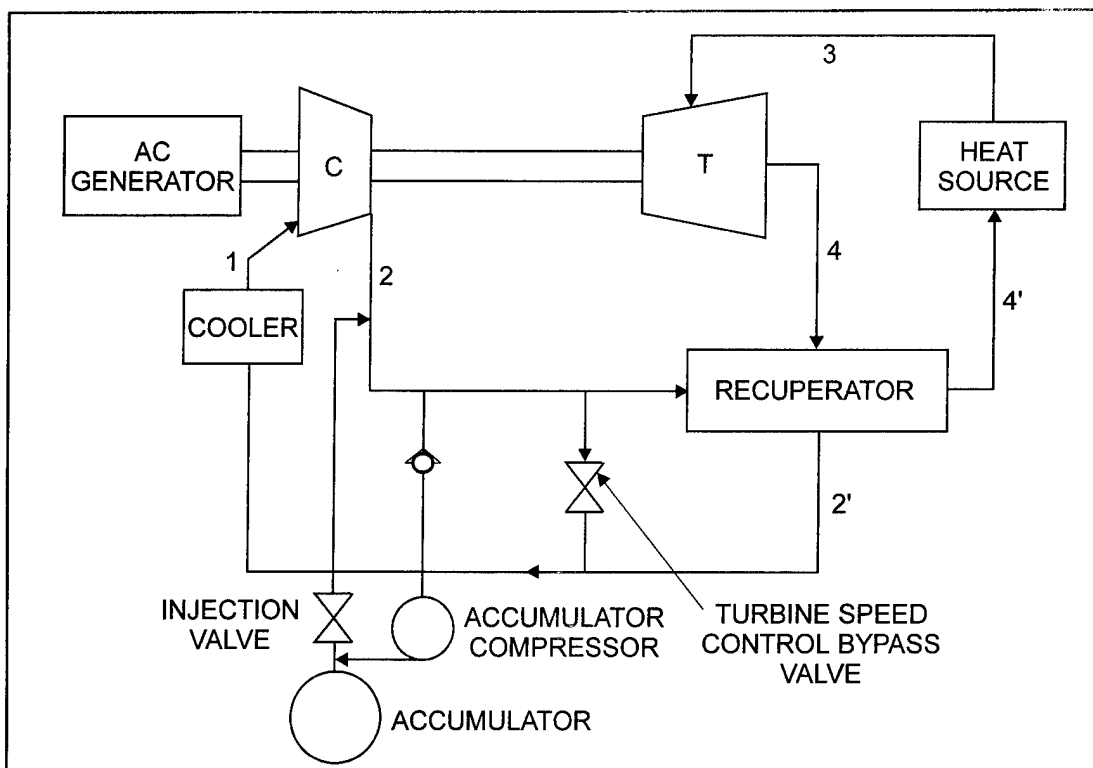 3
AC
GENERATOR
C
T
HEAT
SOURCE
1
2
4
4'
COOLER
RECUPERATOR
2'
INJECTION
VALVE
ACCUMULATOR
COMPRESSOR
TURBINE SPEED
CONTROL BYPASS
VALVE
ACCUMULATOR